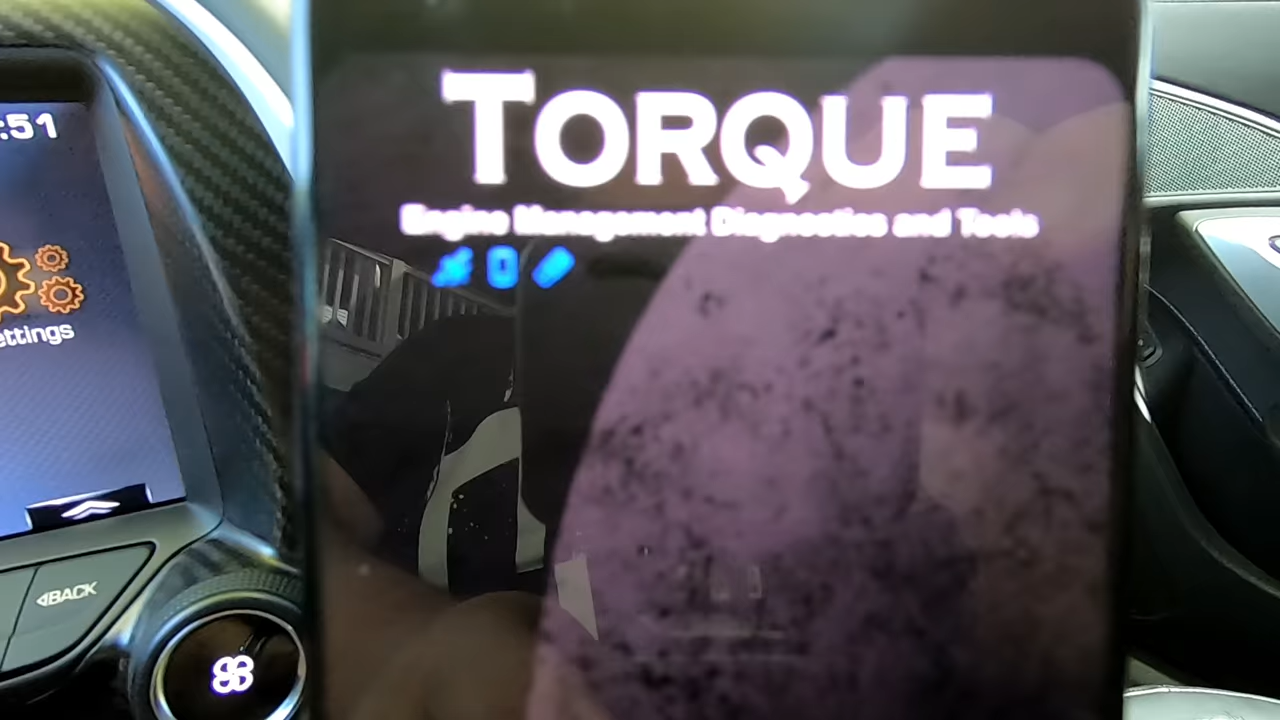 :51
TORQUE
Engine Management Diagnostics and Tools
ettings
BACK